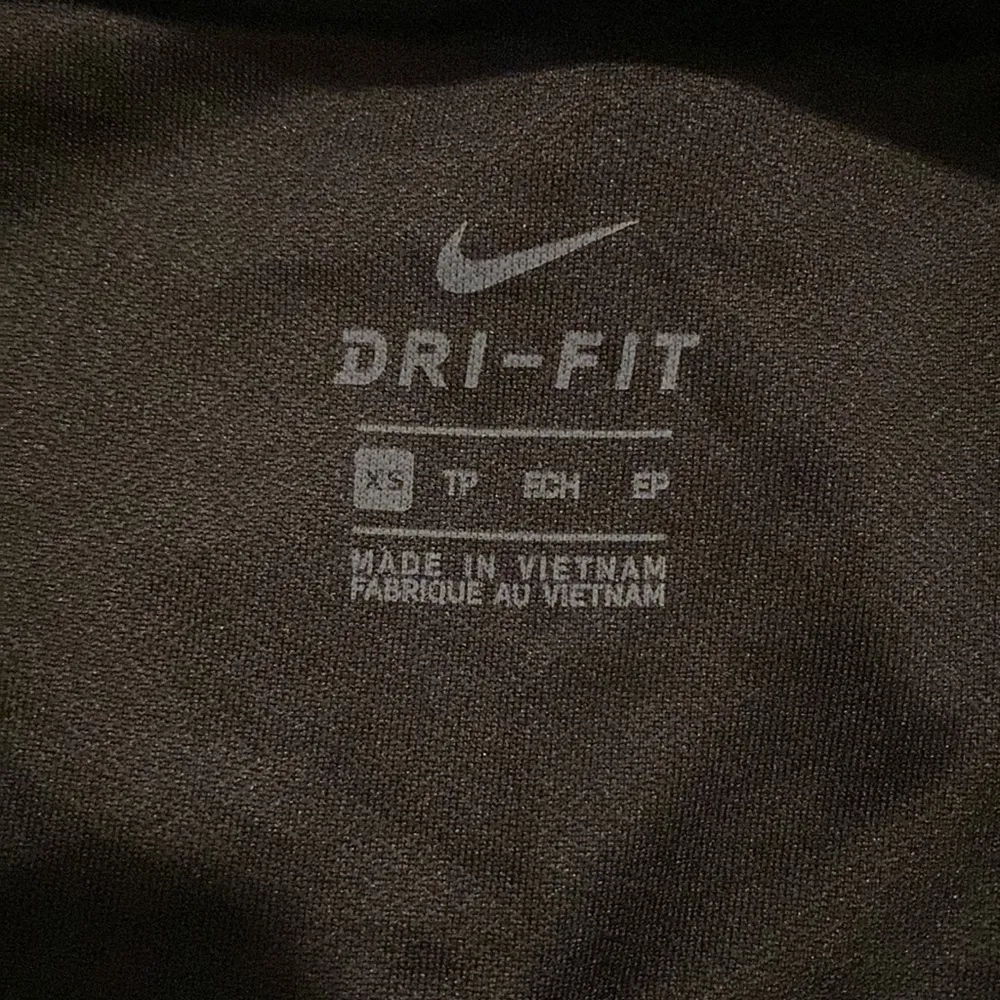 DRI-FIT
XS TP ECH EP
MADE IN VIETNAM
FABRIQUE AU VIETNAM